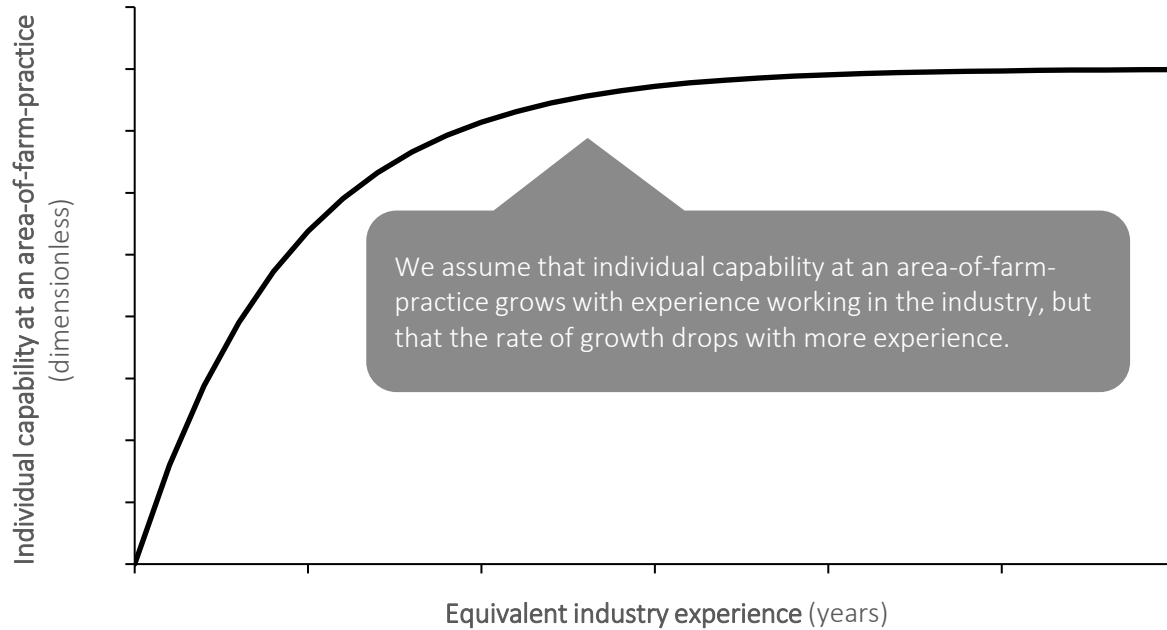 Individual capability at an area-of-farm-practice
(dimensionless)
We assume that individual capability at an area-of-farm-
practice grows with experience working in the industry, but
that the rate of growth drops with more experience.
Equivalent industry experience (years)